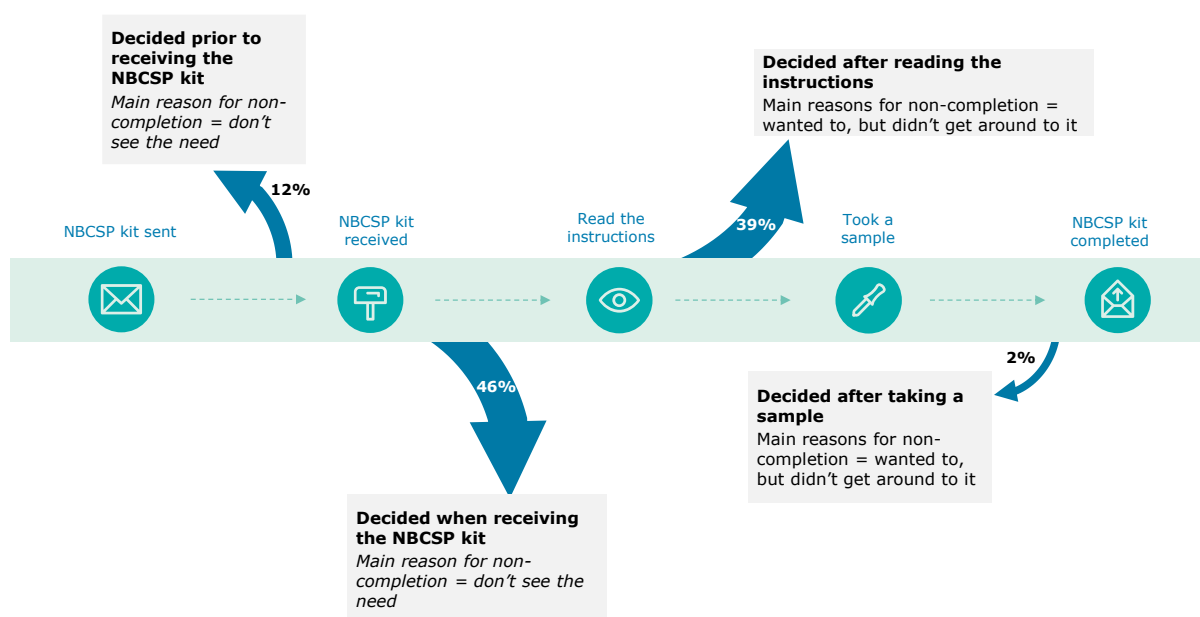 Decided prior to
receiving the
NBCSP kit
Main reason for non-
completion = don't
see the need
12%
Decided after reading the
instructions
Main reasons for non-completion =
wanted to, but didn't get around to it
39%
NBCSP kit sent
NBCSP kit
received
Read the
instructions
Took a
sample
NBCSP kit
completed
46%
Decided when receiving
the NBCSP kit
Main reason for non-
completion = don't see the
need
2%
Decided after taking a
sample
Main reasons for non-
completion = wanted to,
but didn't get around to it